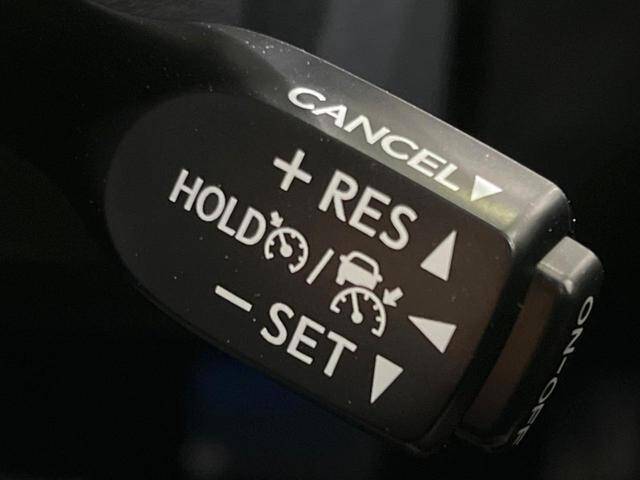 CANCEL▼
+ RES ▲
HOLD / ◀
- SET ▼
ON-OFF